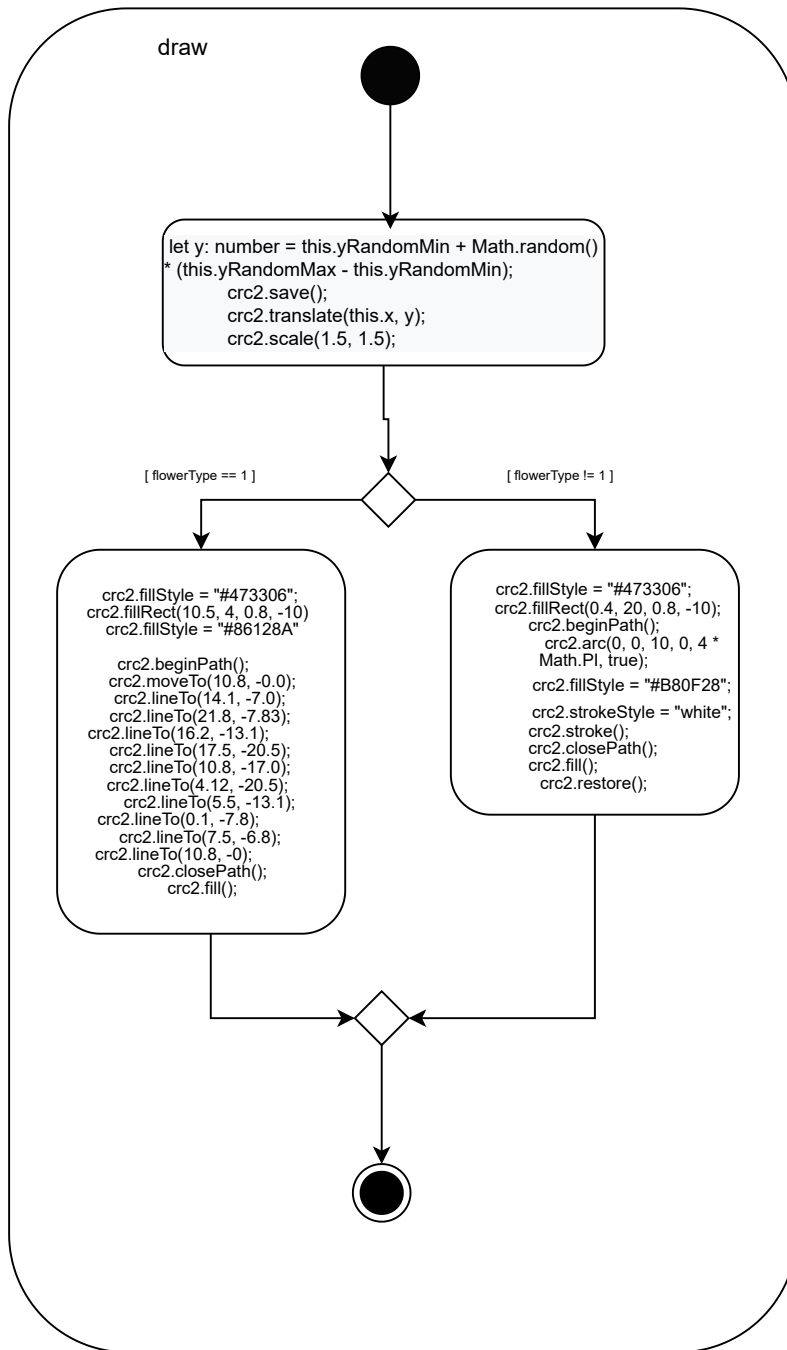 draw
let y: number = this.yRandomMin + Math.random()
* (this.yRandomMax - this.yRandomMin);
crc2.save();
crc2.translate(this.x, y);
crc2.scale(1.5, 1.5);
[ flowerType == 1 ]
[ flowerType != 1 ]
crc2.fillStyle = "#473306";
crc2.fillRect(10.5, 4, 0.8, -10)
crc2.fillStyle = "#86128A"
crc2.beginPath();
crc2.moveTo(10.8, -0.0);
crc2.lineTo(14.1, -7.0);
crc2.lineTo(21.8, -7.83);
crc2.lineTo(16.2, -13.1);
crc2.lineTo(17.5, -20.5);
crc2.lineTo(10.8, -17.0);
crc2.lineTo(4.12, -20.5);
crc2.lineTo(5.5, -13.1);
crc2.lineTo(0.1, -7.8);
crc2.lineTo(7.5, -6.8);
crc2.lineTo(10.8, -0);
crc2.closePath();
crc2.fill();
crc2.fillStyle = "#473306";
crc2.fillRect(0.4, 20, 0.8, -10);
crc2.beginPath();
crc2.arc(0, 0, 10, 0, 4 *
Math.PI, true);
crc2.fillStyle = "#B80F28";
crc2.strokeStyle = "white";
crc2.stroke();
crc2.closePath();
crc2.fill();
crc2.restore();